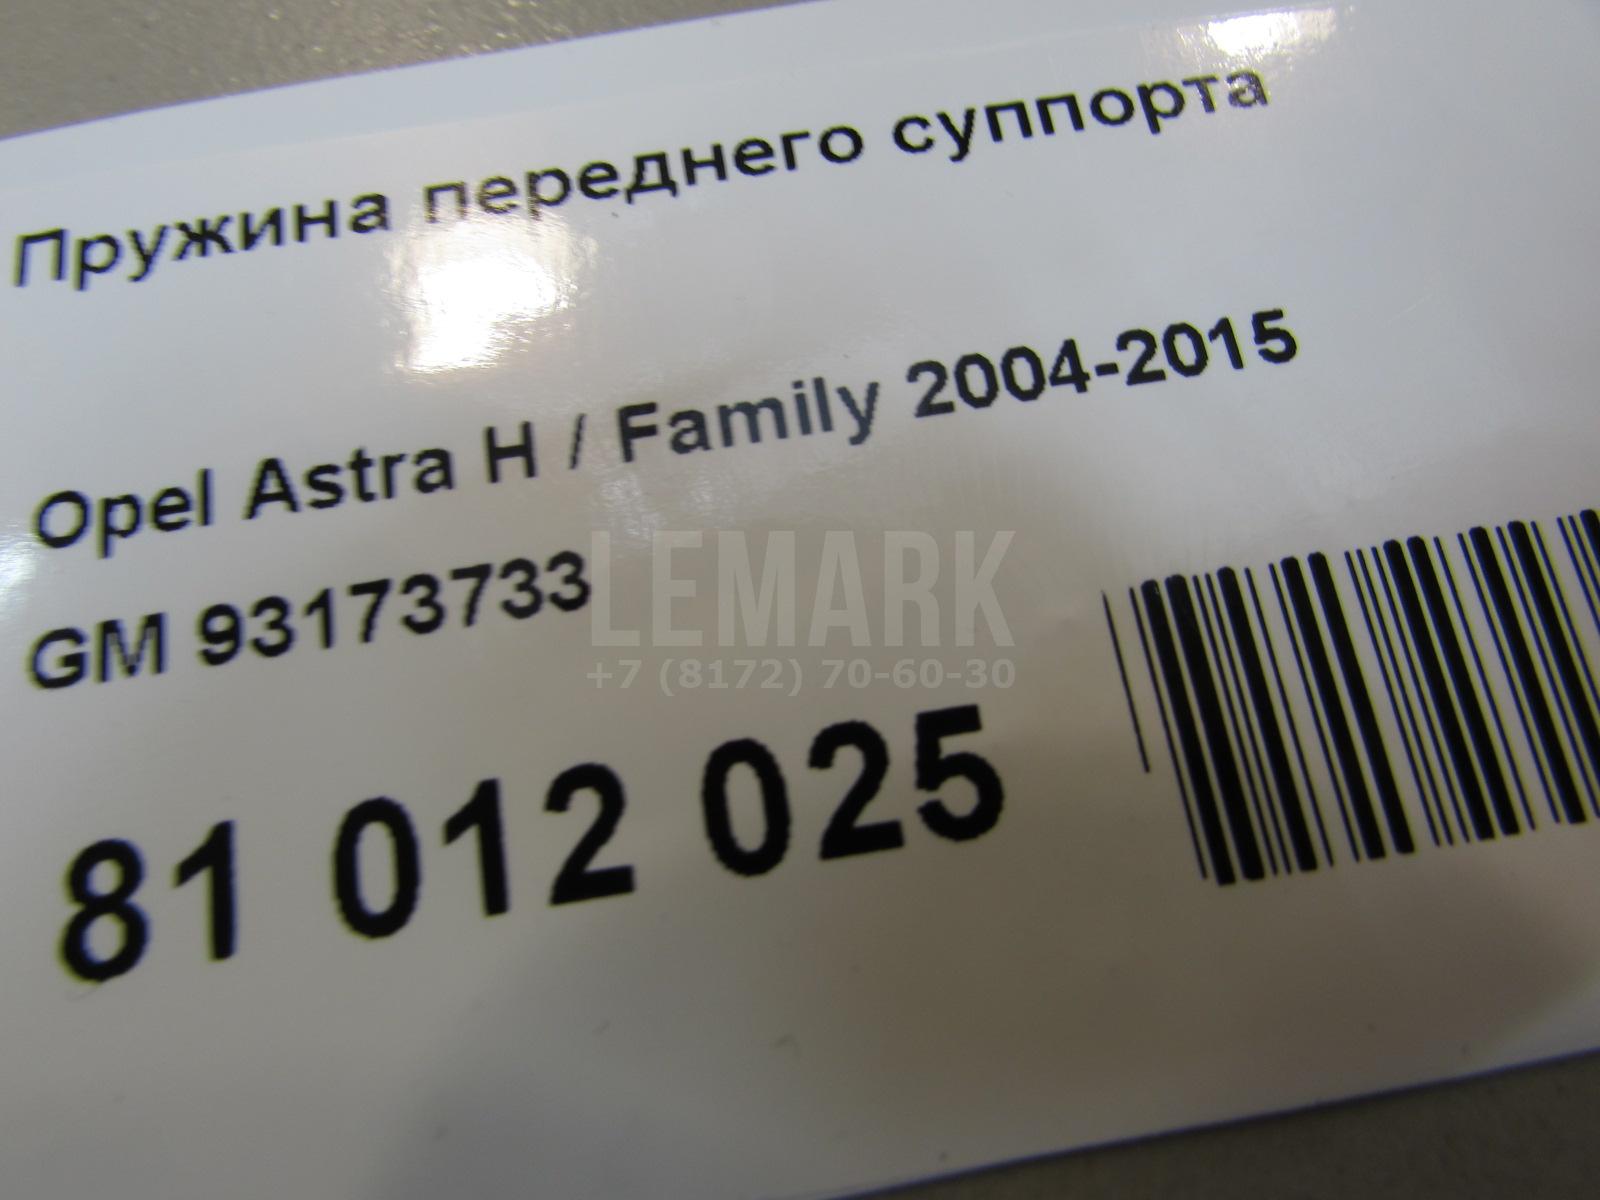 Пружина переднего суппорта
Opel Astra H / Family 2004-2015
GM 93173733
LEMARK
+7 (8172) 70-60-30
81 012 025